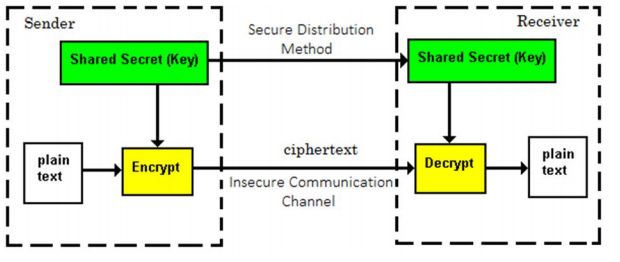 Sender
Receiver
Secure Distribution
Method
Shared Secret (Key)
Shared Secret (Key)
plain
text
Encrypt
ciphertext
Insecure Communication
Channel
Decrypt
plain
text